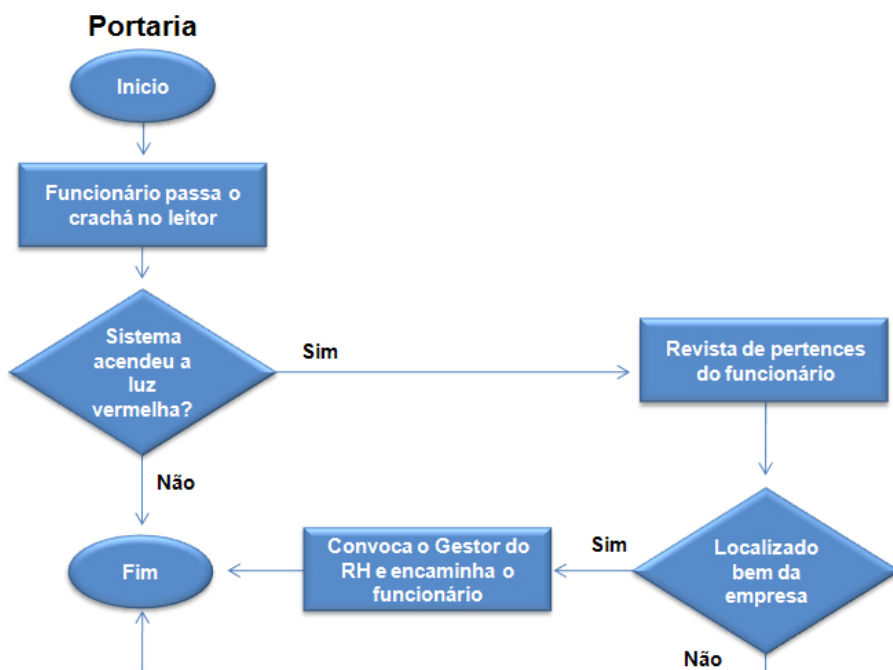 Portaria
Inicio
Funcionário passa o
crachá no leitor
Sistema
acendeu a
luz
vermelha?
Sim
Revista de pertences
do funcionário
Não
Localizado
bem da
empresa
Sim
Convoca o Gestor do
RH e encaminha o
funcionário
Fim
Não